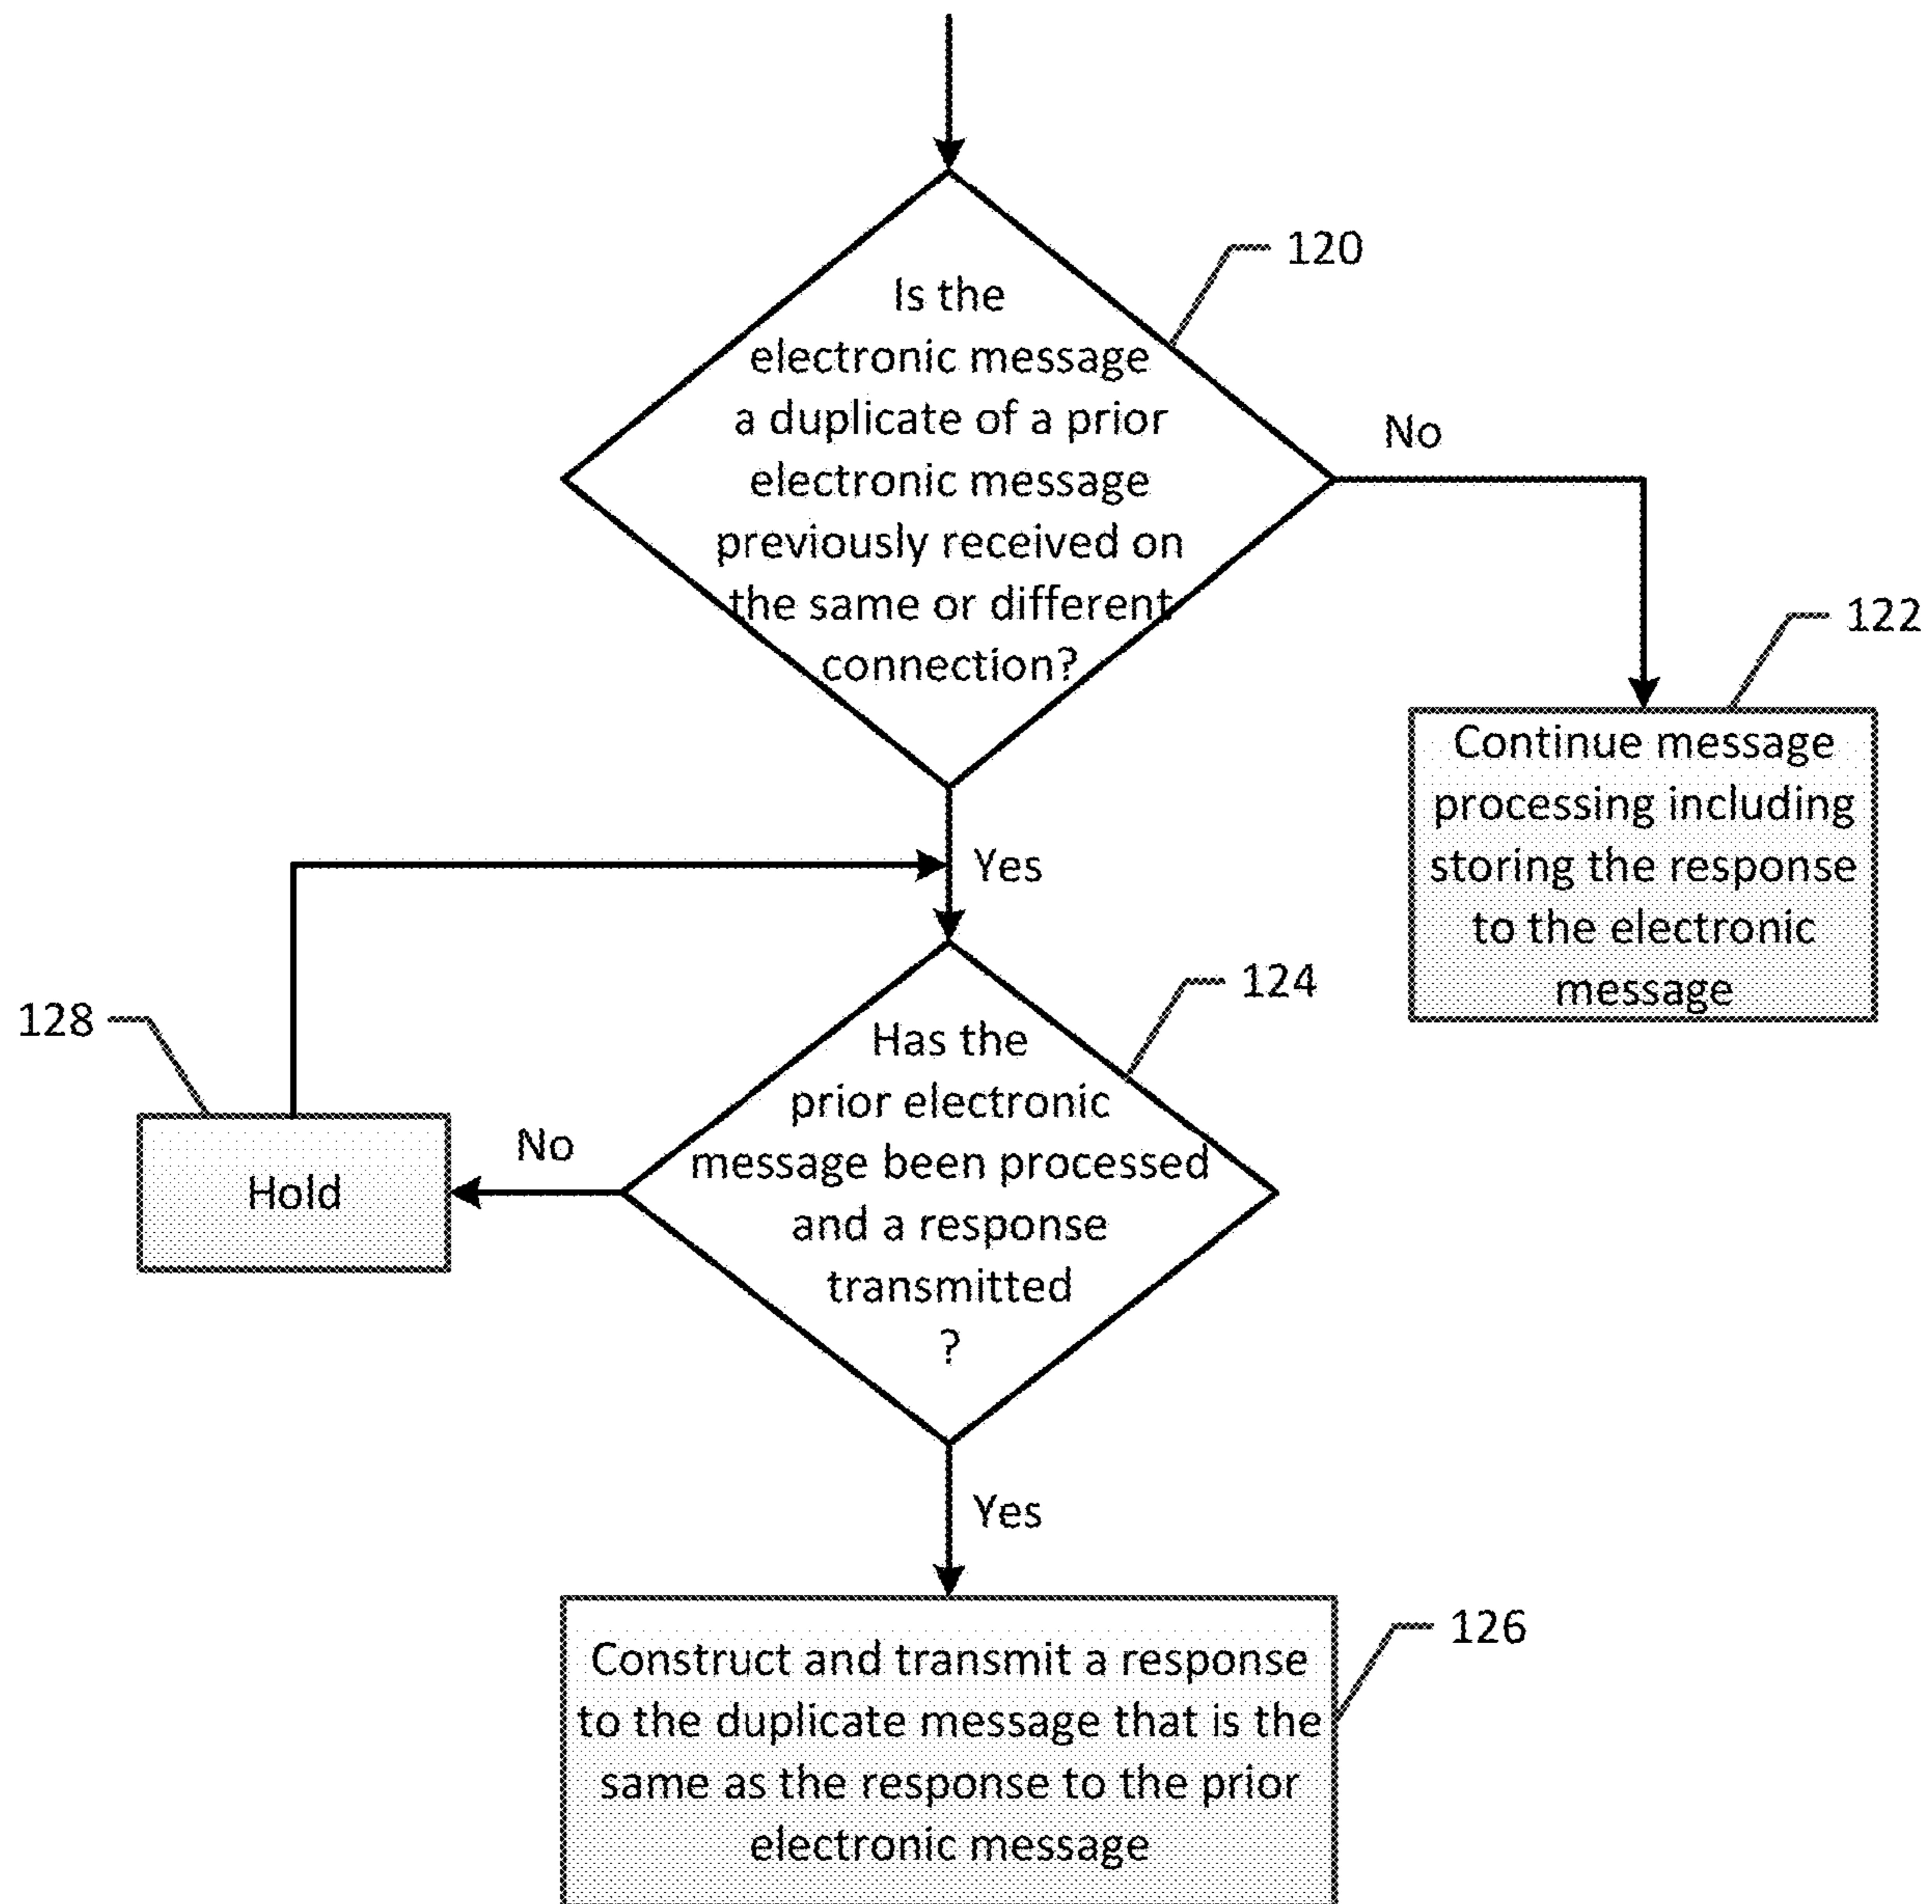 120
Is the
electronic message
a duplicate of a prior
electronic message
previously received on
the same or different
connection?
No
122
Continue message
processing including
storing the response
to the electronic
message
Yes
124
Has the
prior electronic
message been processed
and a response
transmitted
?
128
No
Hold
Yes
126
Construct and transmit a response
to the duplicate message that is the
same as the response to the prior
electronic message